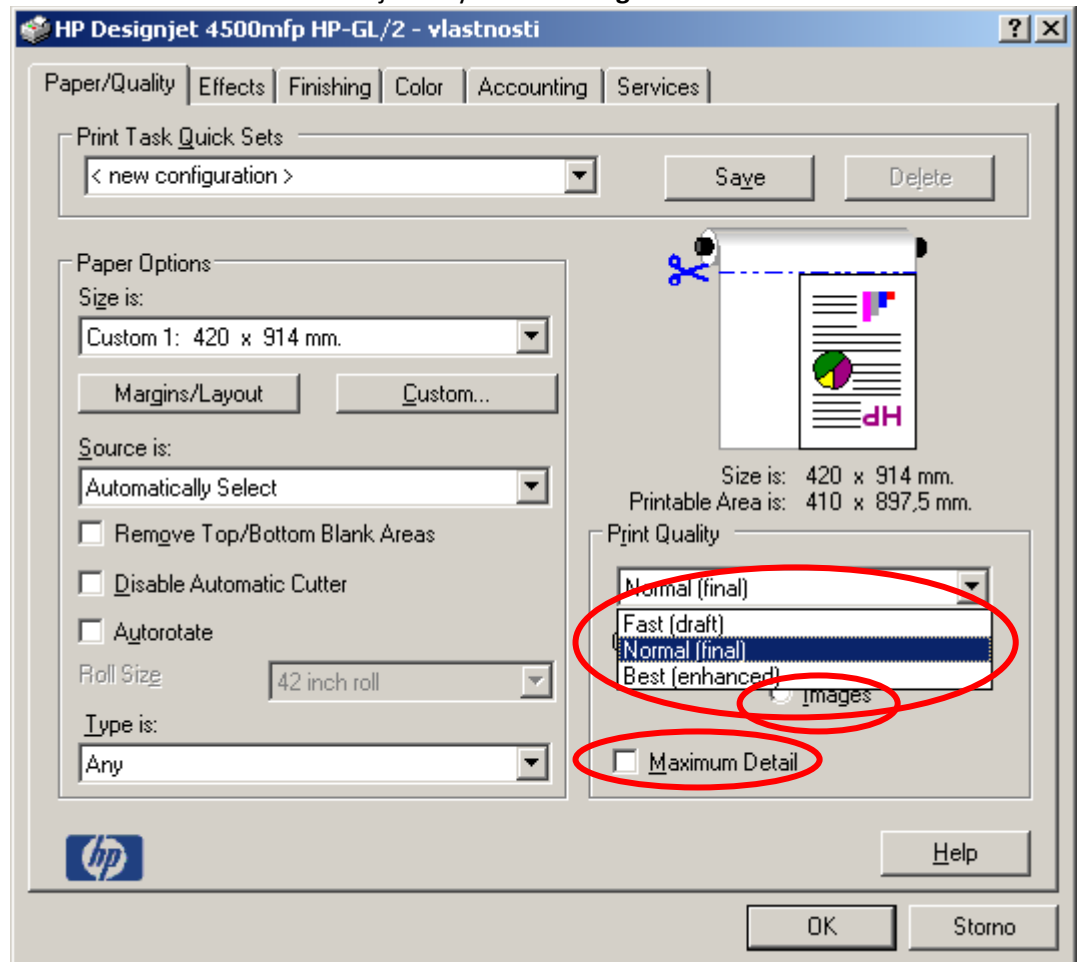 HP Designjet 4500mfp HP-GL/2 - vlastnosti
Paper/Quality Effects Finishing Color Accounting Services
Print Task Quick Sets
< new configuration >
Save Delete
Paper Options
Size is:
Custom 1: 420 x 914 mm.
Margins/Layout Custom...
Source is:
Automatically Select
Remove Top/Bottom Blank Areas
Disable Automatic Cutter
Autorotate
Roll Size 42 inch roll
Type is:
Any
HP
Size is: 420 x 914 mm.
Printable Area is: 410 x 897,5 mm.
Print Quality
Normal (final)
Fast (draft)
Normal (final)
Best (enhanced)
Images
Maximum Detail
hp
Help
OK Storno